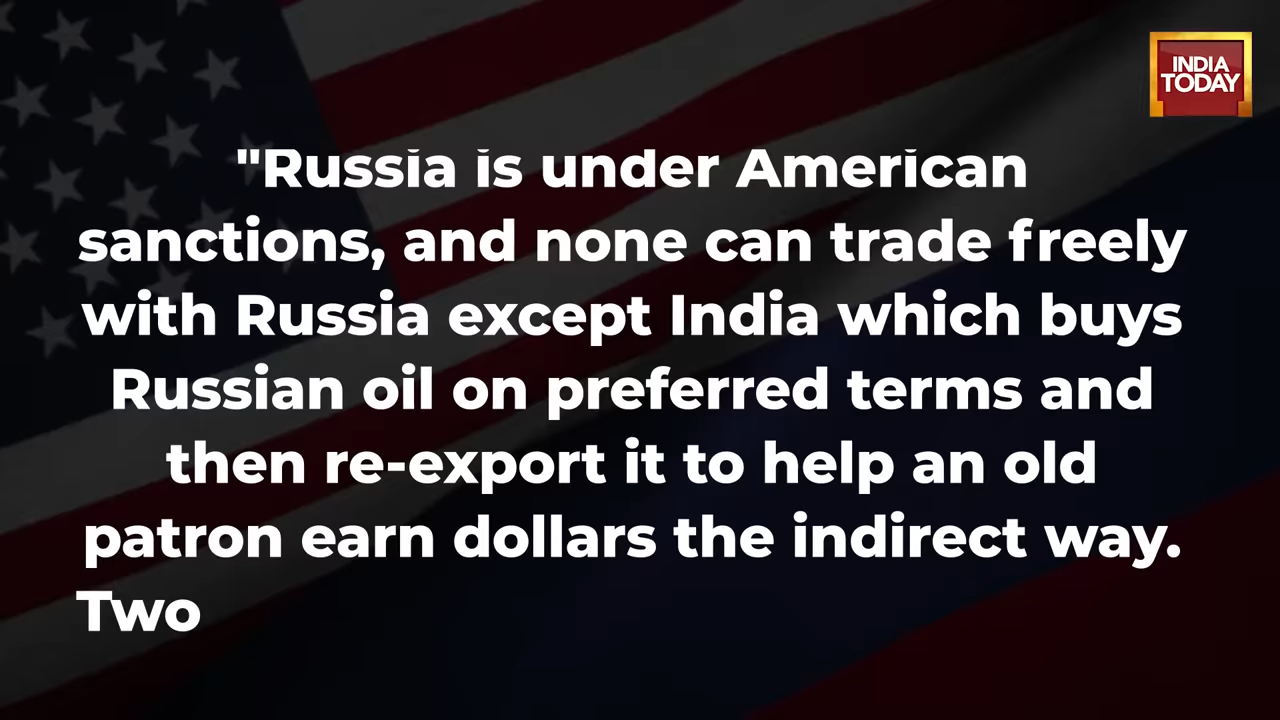 INDIA
TODAY
"Russia is under American
sanctions, and none can trade freely
with Russia except India which buys
Russian oil on preferred terms and
then re-export it to help an old
patron earn dollars the indirect way.
Two